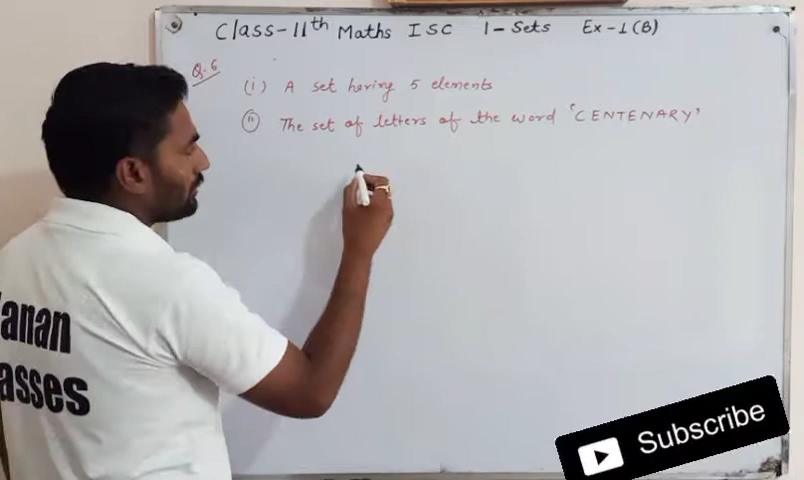 Class-11th Maths ISC 1-Sets Ex-1(B)
Q.6
(i) A set having 5 elements
(ii) The set of letters of the word 'CENTENARY'
anan
asses
Subscribe